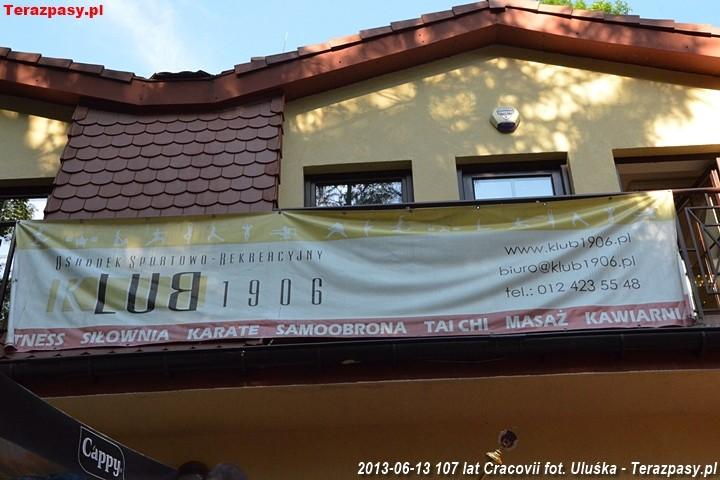 Terazpasy.pl
OŚRODEK SPORTOWO-REKREACYJNY
KLUB 1906
www.klub1906.pl
biuro@klub1906.pl
tel.: 012 423 55 48
TNESS SIŁOWNIA KARATE SAMOOBRONA TAI CHI MASAŻ KAWIARNI
Cappy
2013-06-13 107 lat Cracovii fot. Uluśka - Terazpasy.pl